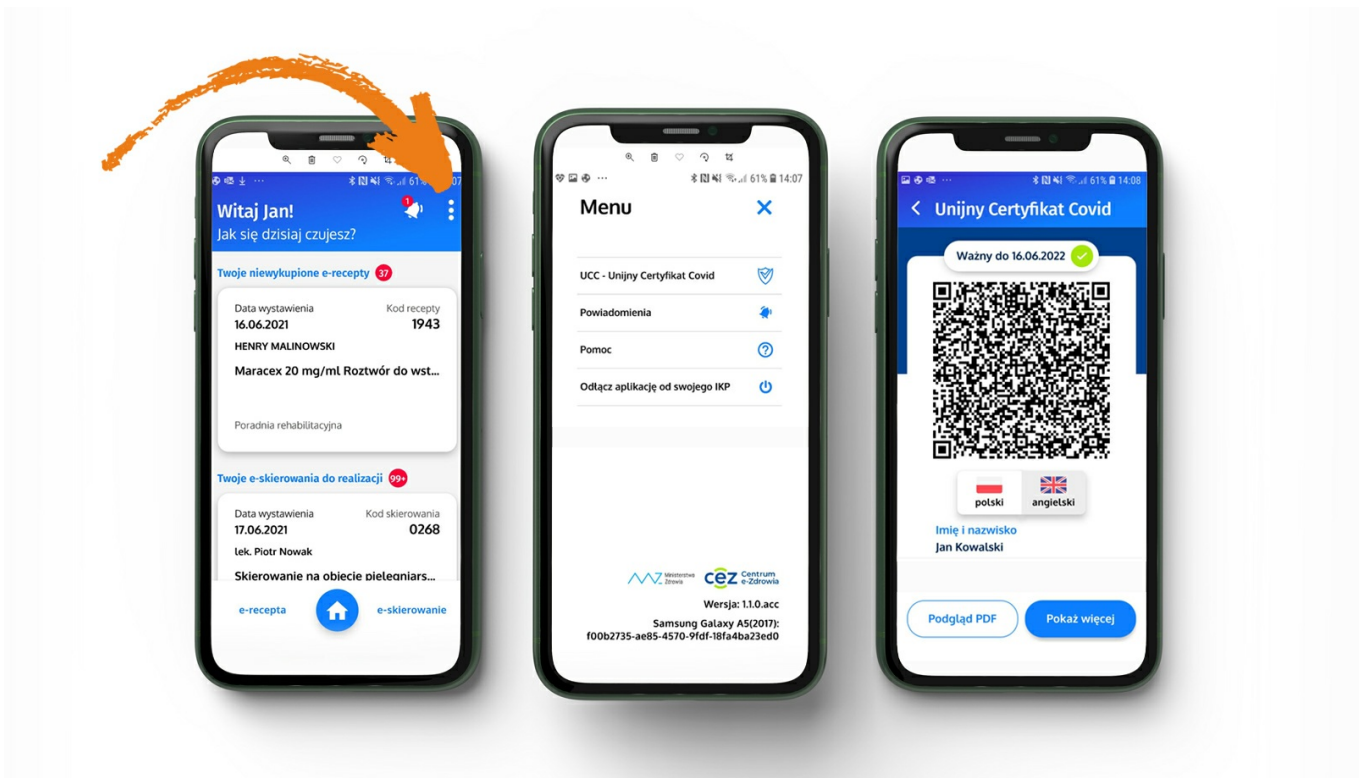 61%
07
Witaj Jan!
1
Jak się dzisiaj czujesz?
Twoje niewykupione e-recepty 37
Data wystawienia Kod recepty
16.06.2021 1943
HENRY MALINOWSKI
Maracex 20 mg/ml Roztwór do wst...
Poradnia rehabilitacyjna
Twoje e-skierowania do realizacji 99+
Data wystawienia Kod skierowania
17.06.2021 0268
lek. Piotr Nowak
Skierowanie na objęcie pielęgniars...
e-recepta e-skierowanie
61% 14:07
Menu
UCC - Unijny Certyfikat Covid
Powiadomienia
Pomoc
Odłącz aplikację od swojego IKP
Ministerstwo
Zdrowia
cez Centrum
e-Zdrowia
Wersja: 1.1.0.acc
Samsung Galaxy A5(2017):
f00b2735-ae85-4570-9fdf-18fa4ba23ed0
61% 14:08
Unijny Certyfikat Covid
Ważny do 16.06.2022
polski angielski
Imię i nazwisko
Jan Kowalski
Podgląd PDF Pokaż więcej